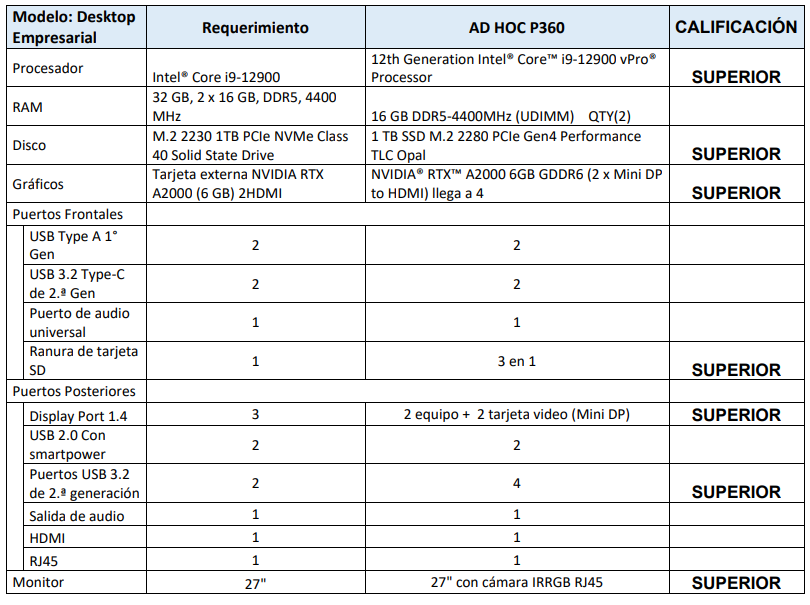 Modelo: Desktop Empresarial | Requerimiento | AD HOC P360 | CALIFICACIÓN
Procesador | Intel® Core i9-12900 | 12th Generation Intel® Core™ i9-12900 vPro® Processor | SUPERIOR
RAM | 32 GB, 2 x 16 GB, DDR5, 4400 MHz | 16 GB DDR5-4400MHz (UDIMM) QTY(2)
Disco | M.2 2230 1TB PCIe NVMe Class 40 Solid State Drive | 1 TB SSD M.2 2280 PCIe Gen4 Performance TLC Opal | SUPERIOR
Gráficos | Tarjeta externa NVIDIA RTX A2000 (6 GB) 2HDMI | NVIDIA® RTX™ A2000 6GB GDDR6 (2 x Mini DP to HDMI) llega a 4 | SUPERIOR
Puertos Frontales
USB Type A 1° Gen | 2 | 2
USB 3.2 Type-C de 2.ª Gen | 2 | 2
Puerto de audio universal | 1 | 1
Ranura de tarjeta SD | 1 | 3 en 1 | SUPERIOR
Puertos Posteriores
Display Port 1.4 | 3 | 2 equipo + 2 tarjeta video (Mini DP) | SUPERIOR
USB 2.0 Con smartpower | 2 | 2
Puertos USB 3.2 de 2.ª generación | 2 | 4 | SUPERIOR
Salida de audio | 1 | 1
HDMI | 1 | 1
RJ45 | 1 | 1
Monitor | 27" | 27" con cámara IRRGB RJ45 | SUPERIOR